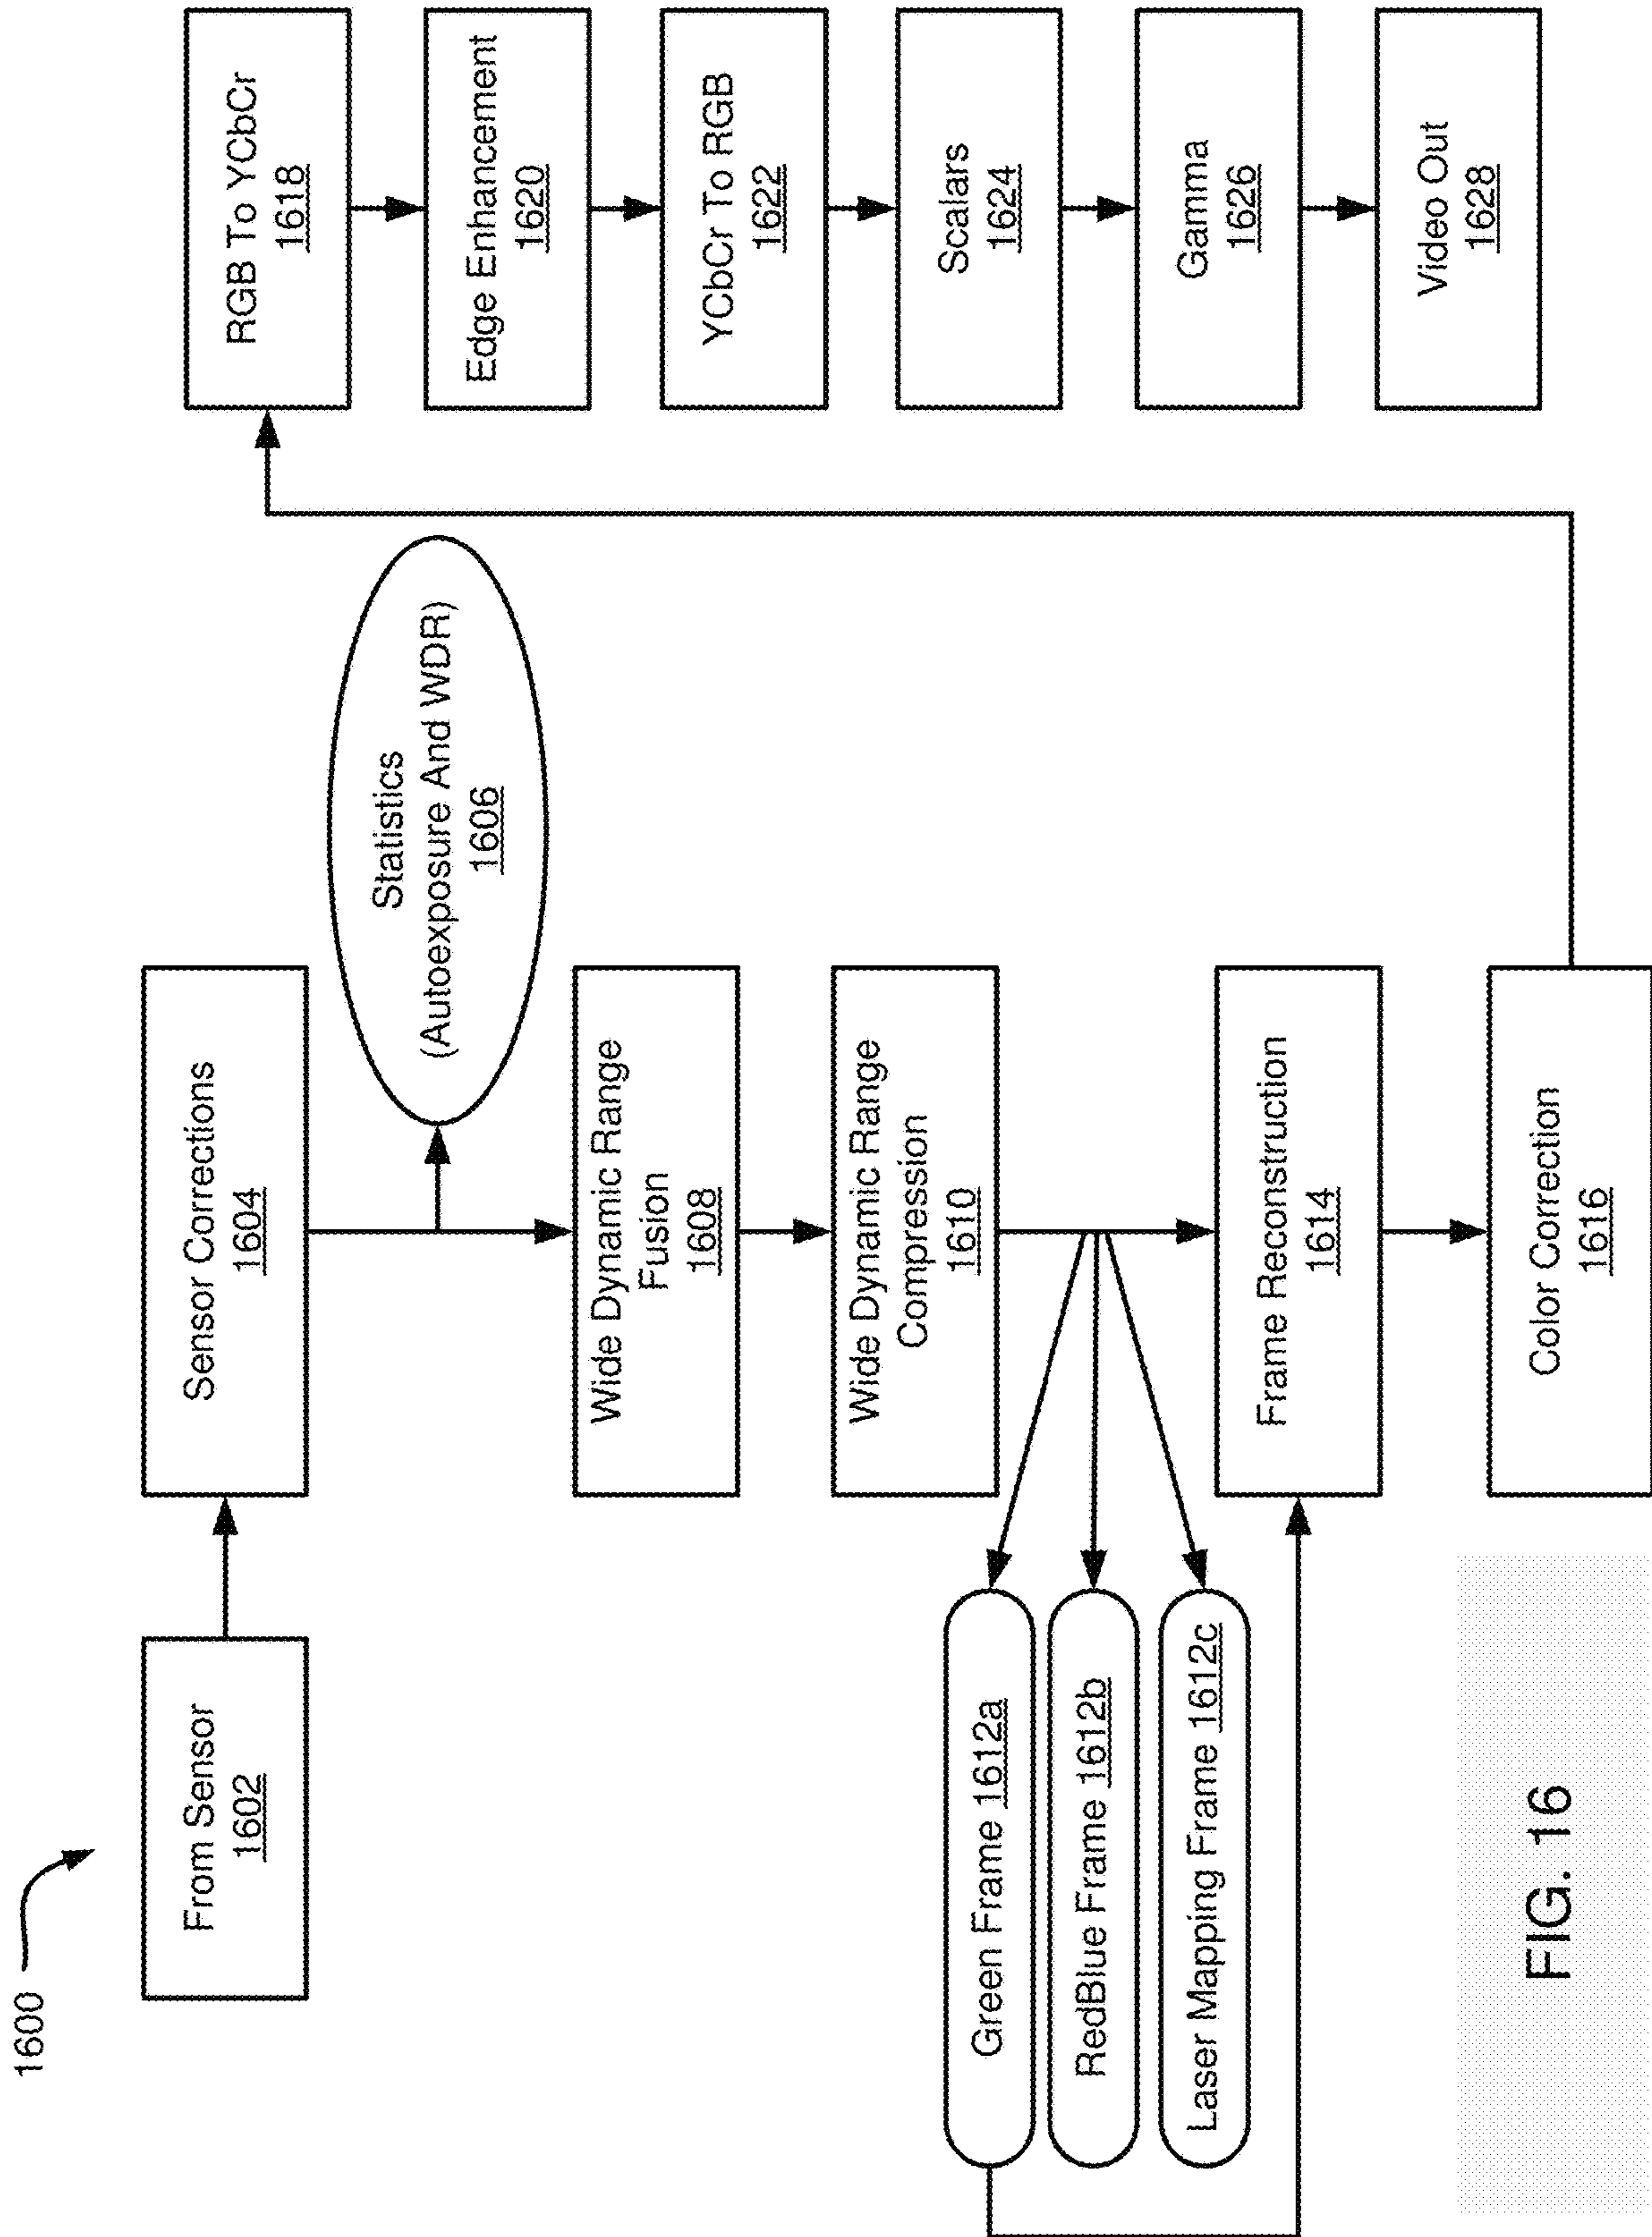 1600
From Sensor
1602
Sensor Corrections
1604
Statistics
(Autoexposure And WDR)
1606
Wide Dynamic Range
Fusion
1608
Wide Dynamic Range
Compression
1610
Green Frame 1612a
RedBlue Frame 1612b
Laser Mapping Frame 1612c
Frame Reconstruction
1614
Color Correction
1616
RGB To YCbCr
1618
Edge Enhancement
1620
YCbCr To RGB
1622
Scalars
1624
Gamma
1626
Video Out
1628
FIG. 16